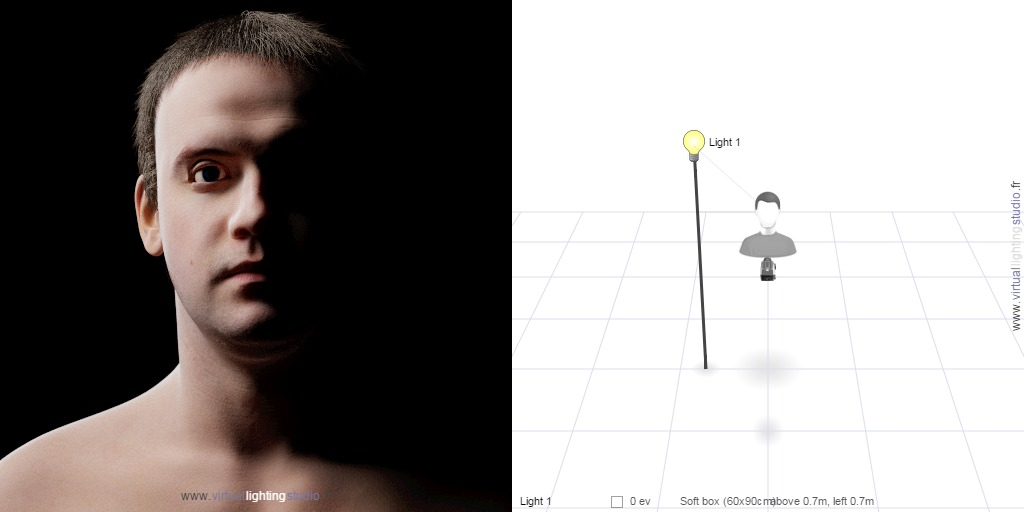 Light 1
www.virtuallightingstudio.fr
www.virtuallightingstudio
Light 1
0 ev
Soft box (60x90cm)
above 0.7m, left 0.7m